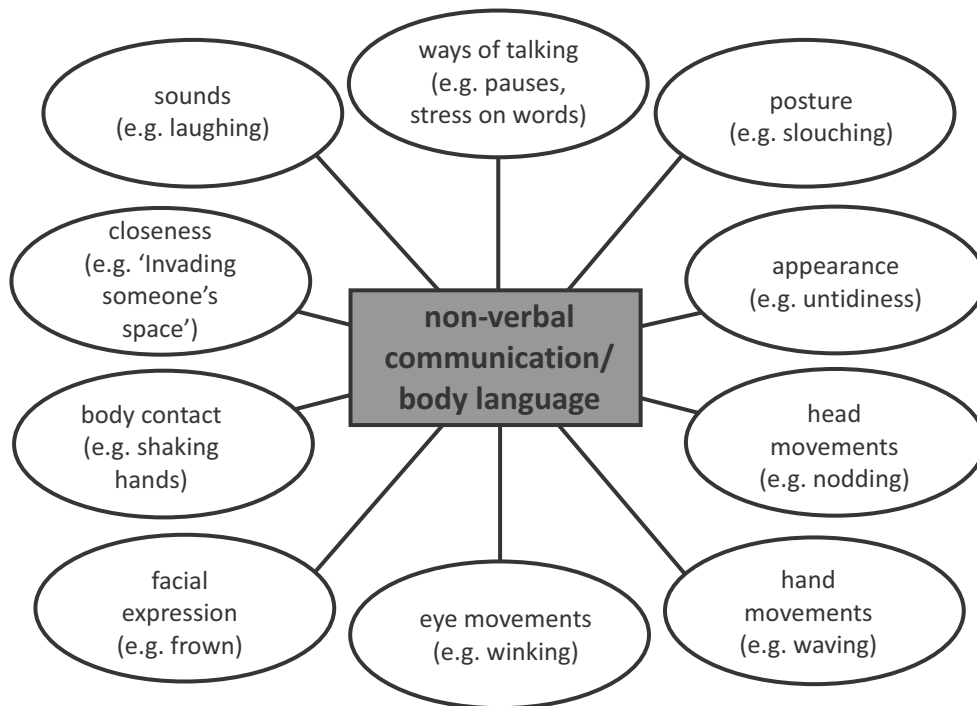 ways of talking
(e.g. pauses,
stress on words)
sounds
(e.g. laughing)
posture
(e.g. slouching)
closeness
(e.g. ‘Invading
someone’s
space’)
appearance
(e.g. untidiness)
non-verbal
communication/
body language
body contact
(e.g. shaking
hands)
head
movements
(e.g. nodding)
facial
expression
(e.g. frown)
eye movements
(e.g. winking)
hand
movements
(e.g. waving)